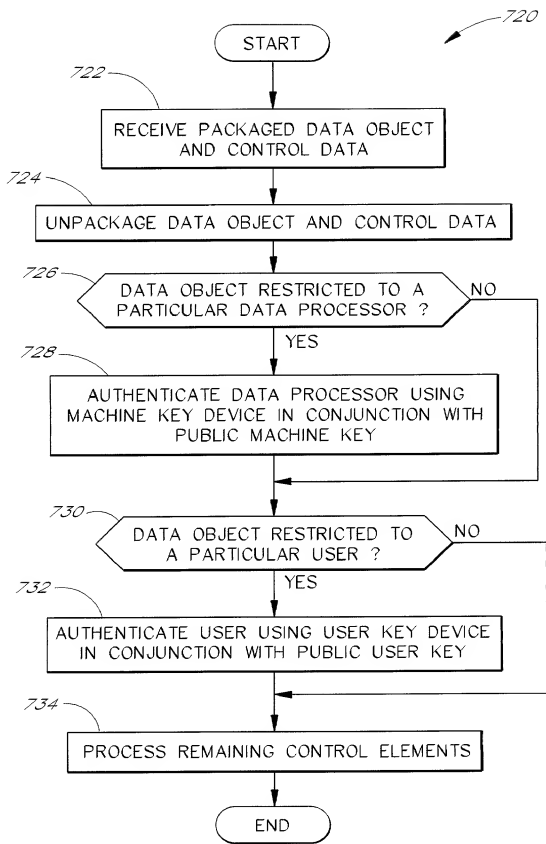 720
START
722
RECEIVE PACKAGED DATA OBJECT
AND CONTROL DATA
724
UNPACKAGE DATA OBJECT AND CONTROL DATA
726
DATA OBJECT RESTRICTED TO A
PARTICULAR DATA PROCESSOR ?
NO
YES
728
AUTHENTICATE DATA PROCESSOR USING
MACHINE KEY DEVICE IN CONJUNCTION WITH
PUBLIC MACHINE KEY
730
DATA OBJECT RESTRICTED TO
A PARTICULAR USER ?
NO
YES
732
AUTHENTICATE USER USING USER KEY DEVICE
IN CONJUNCTION WITH PUBLIC USER KEY
734
PROCESS REMAINING CONTROL ELEMENTS
END